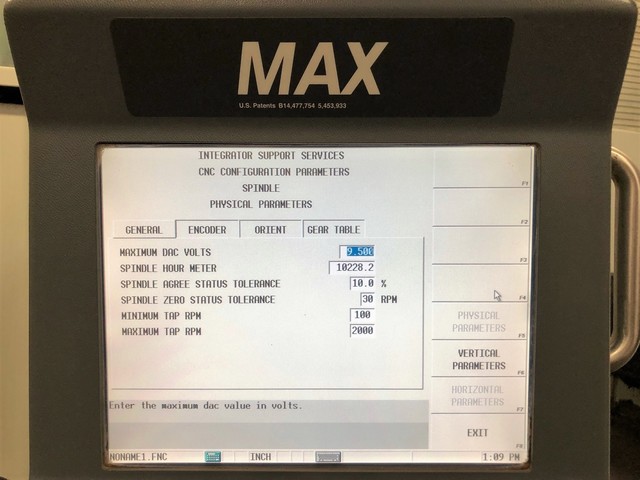 MAX
U.S. Patents B14,477,754 5,453,933
INTEGRATOR SUPPORT SERVICES
CNC CONFIGURATION PARAMETERS
SPINDLE
PHYSICAL PARAMETERS
GENERAL ENCODER ORIENT GEAR TABLE
MAXIMUM DAC VOLTS 9.500
SPINDLE HOUR METER 10228.2
SPINDLE AGREE STATUS TOLERANCE 10.0 %
SPINDLE ZERO STATUS TOLERANCE 30 RPM
MINIMUM TAP RPM 100
MAXIMUM TAP RPM 2000
Enter the maximum dac value in volts.
F1
F2
F3
F4
PHYSICAL
PARAMETERS
F5
VERTICAL
PARAMETERS
F6
HORIZONTAL
PARAMETERS
F7
EXIT
F8
NONAME1.FNC INCH 1:09 PM